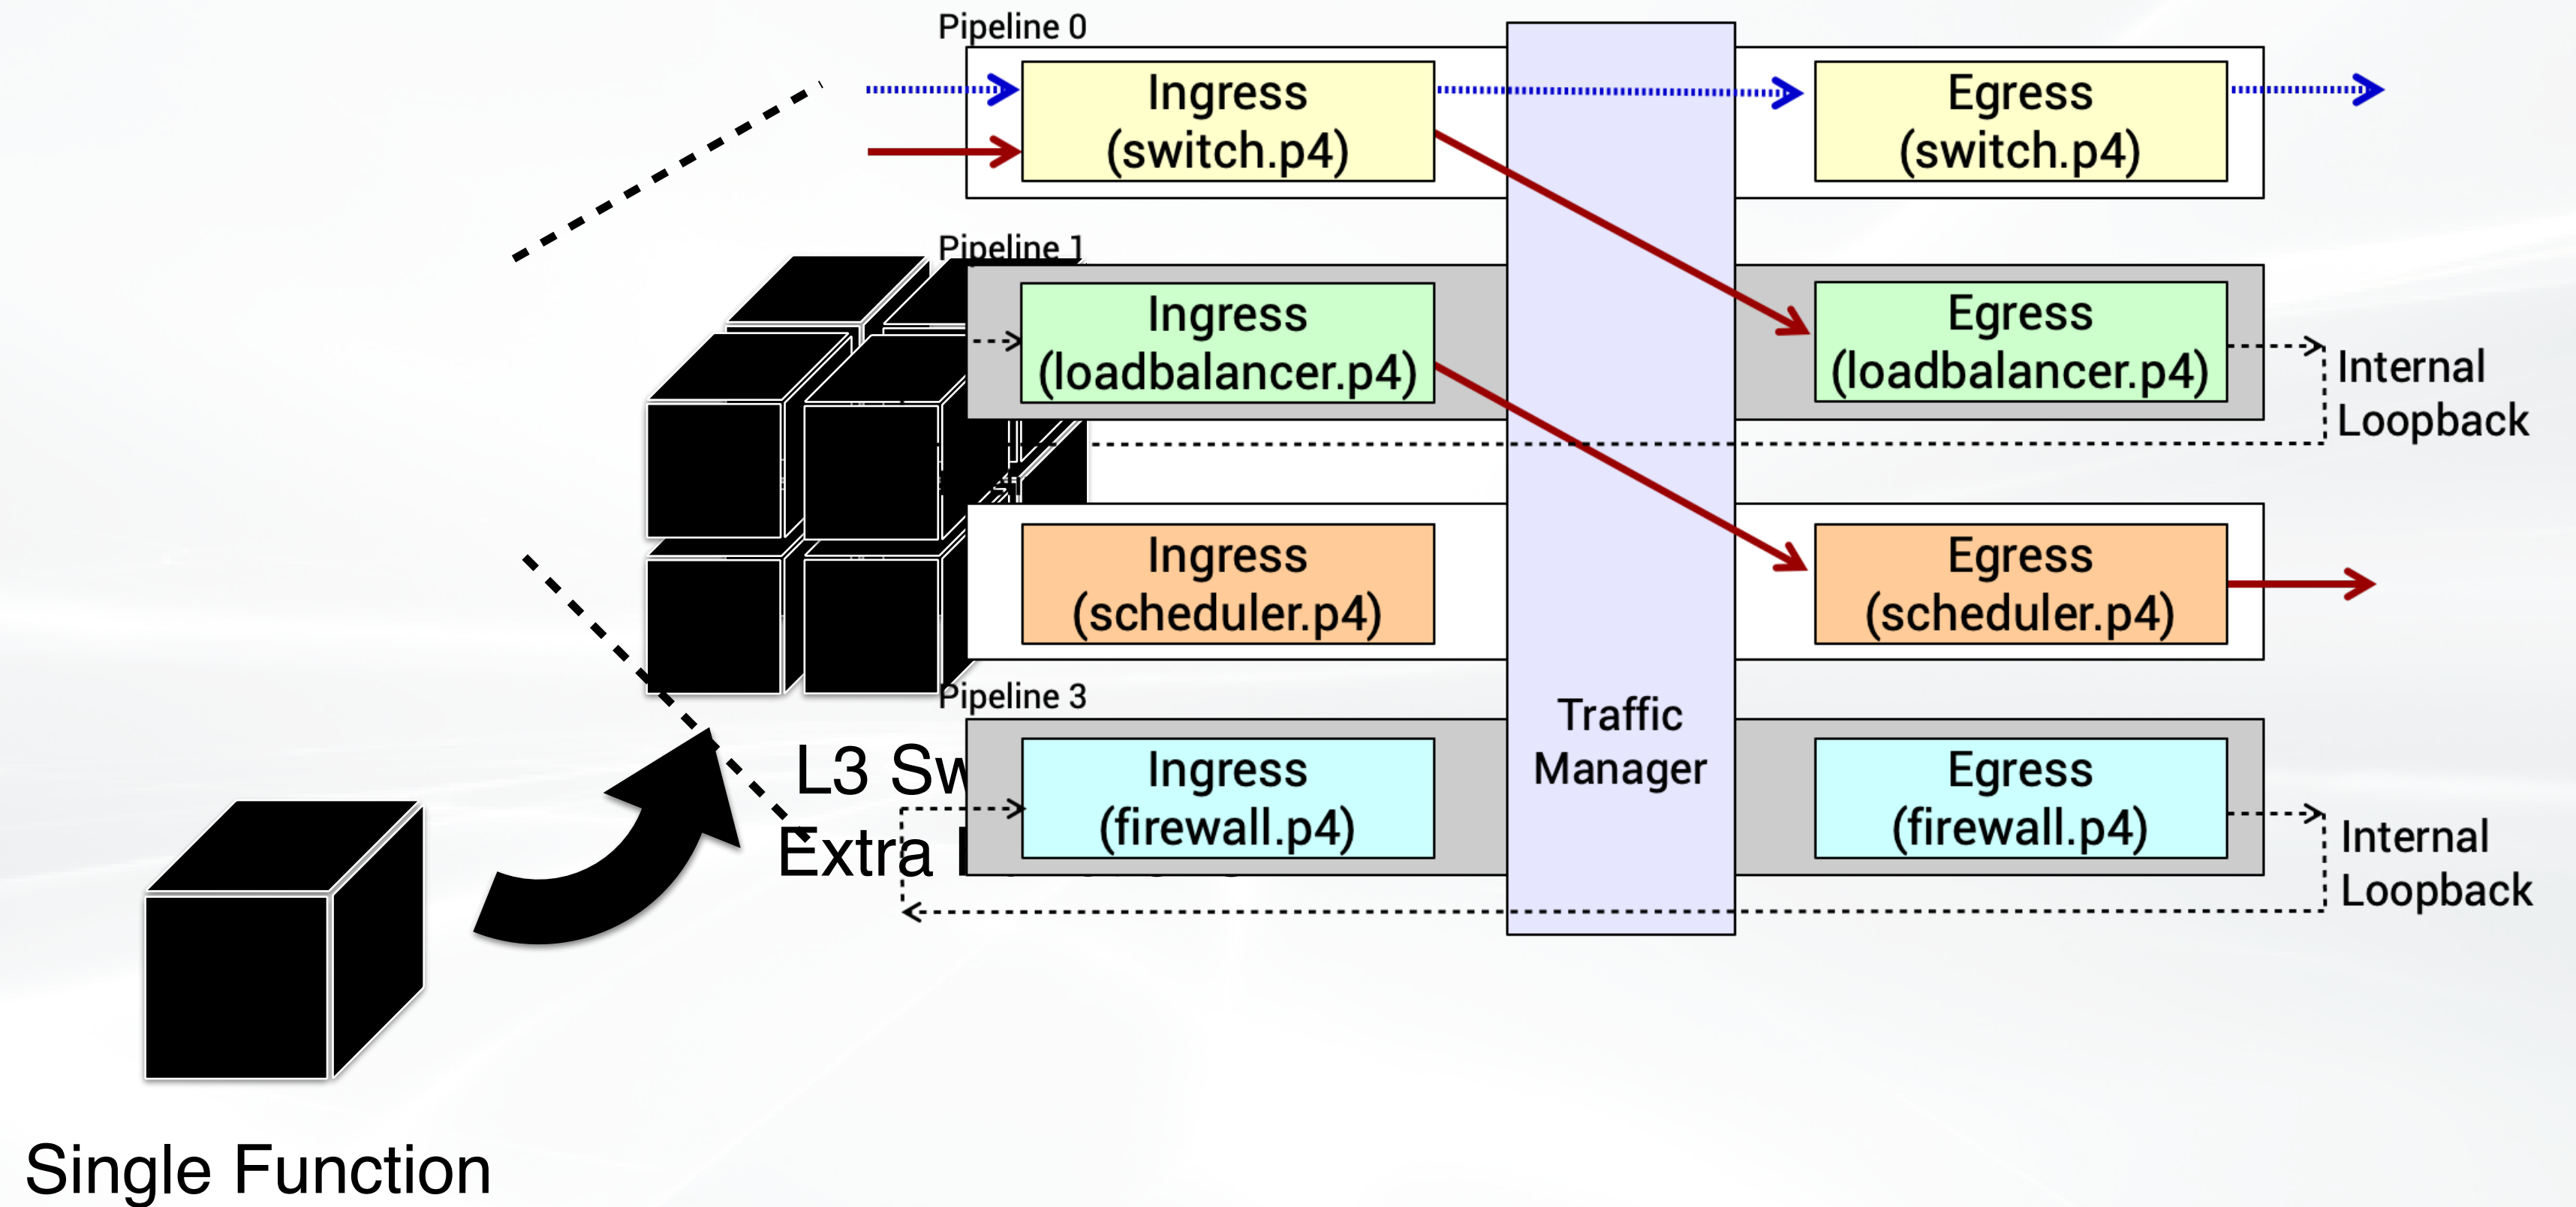 Pipeline 0
Ingress
(switch.p4)
Egress
(switch.p4)
Pipeline 1
Ingress
(loadbalancer.p4)
Egress
(loadbalancer.p4)
Internal
Loopback
Ingress
(scheduler.p4)
Egress
(scheduler.p4)
Pipeline 3
Traffic
Manager
Ingress
(firewall.p4)
Egress
(firewall.p4)
Internal
Loopback
L3
Extra
Single Function